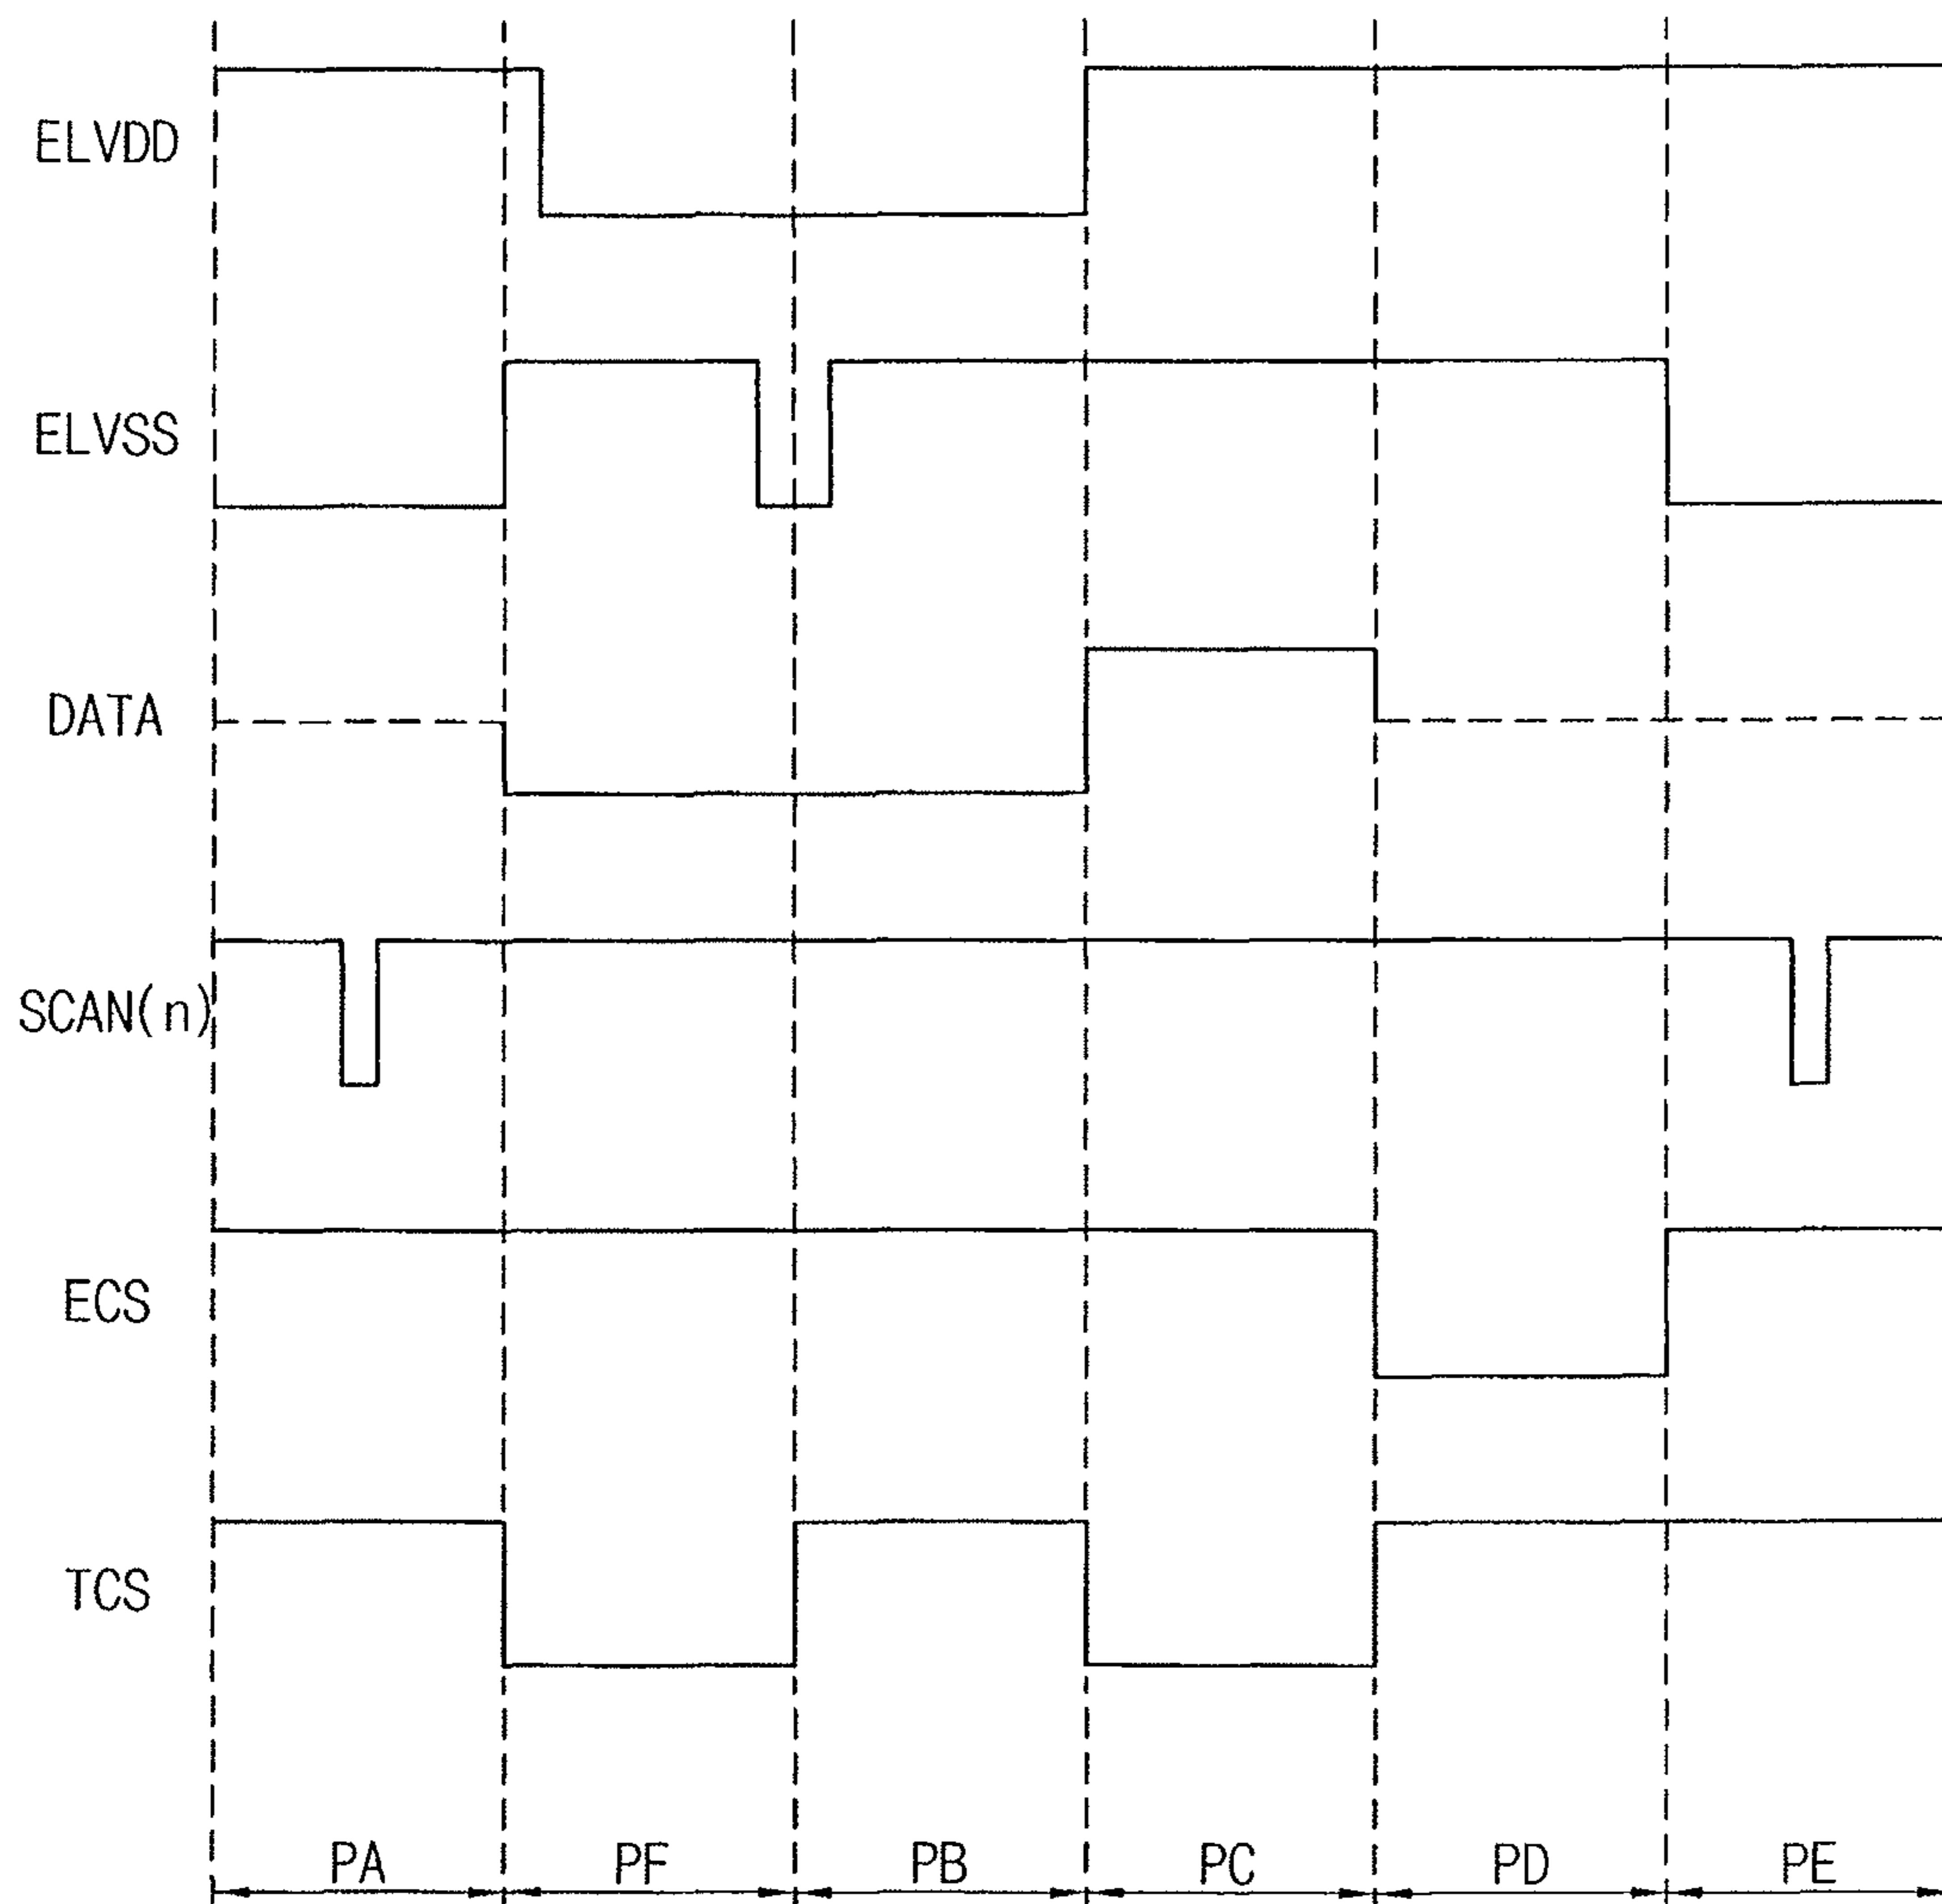 ELVDD
ELVSS
DATA
SCAN(n)
ECS
TCS
PA PF PB PC PD PE